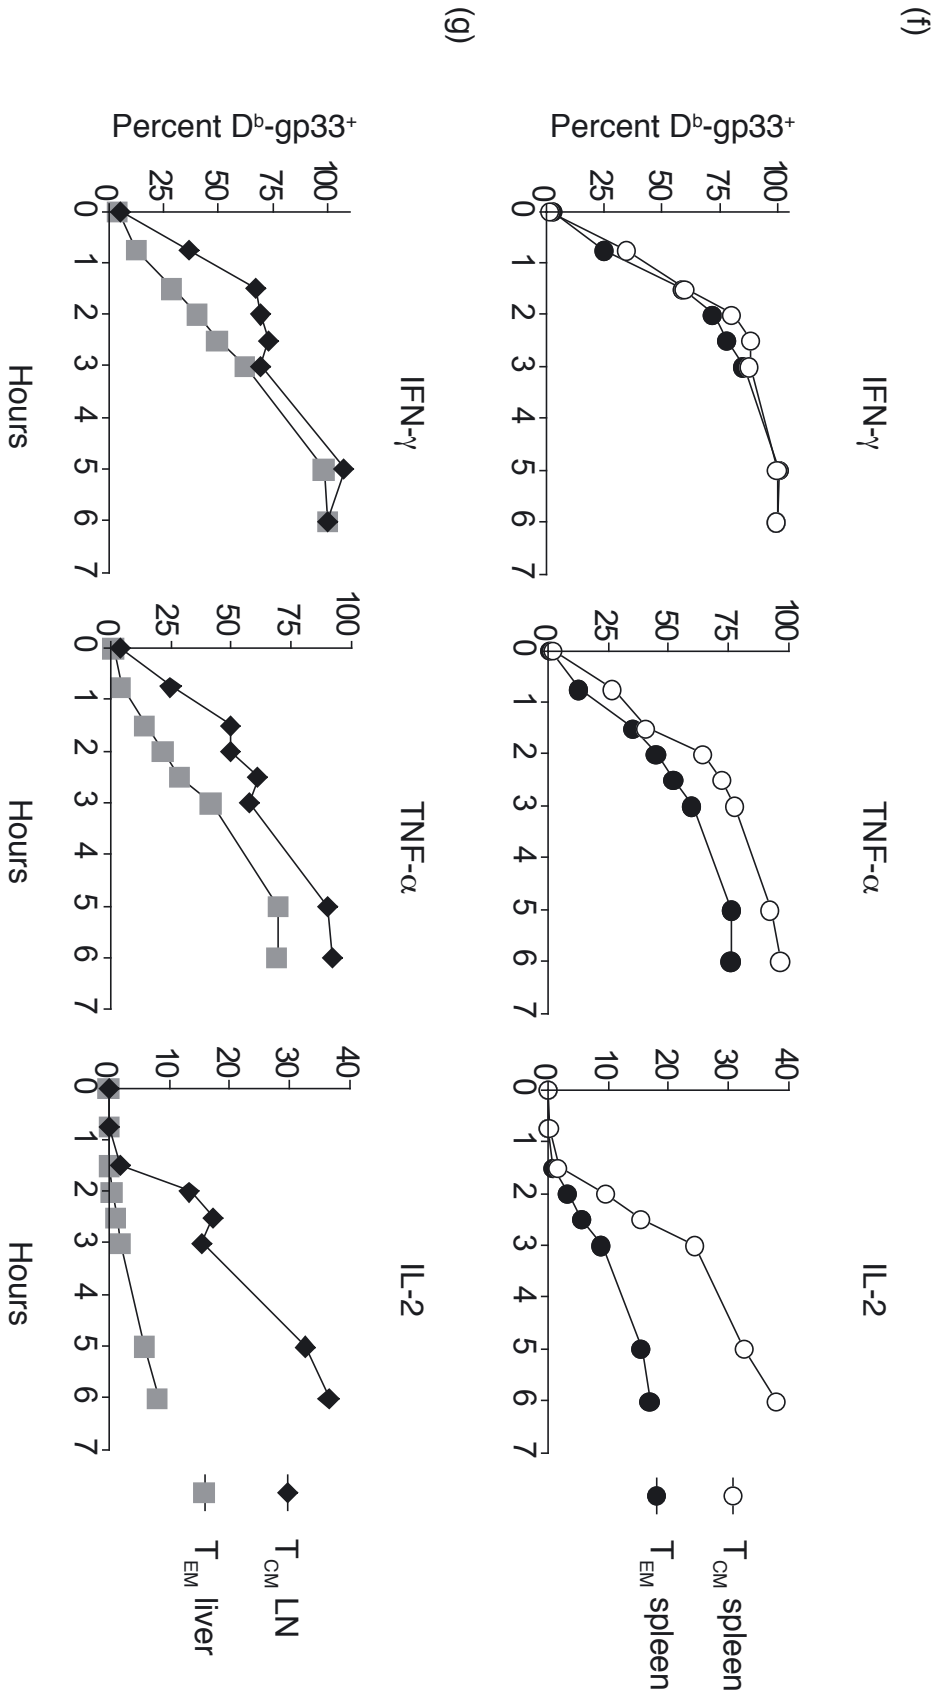 (f)
IFN-γ
TNF-α
IL-2
Percent Dᵇ-gp33⁺
100
75
50
25
0
0 1 2 3 4 5 6 7
100
75
50
25
0
0 1 2 3 4 5 6 7
40
30
20
10
0
0 1 2 3 4 5 6 7
T_CM spleen
T_EM spleen
(g)
IFN-γ
TNF-α
IL-2
Percent Dᵇ-gp33⁺
100
75
50
25
0
0 1 2 3 4 5 6 7
Hours
100
75
50
25
0
0 1 2 3 4 5 6 7
Hours
40
30
20
10
0
0 1 2 3 4 5 6 7
Hours
T_CM LN
T_EM liver